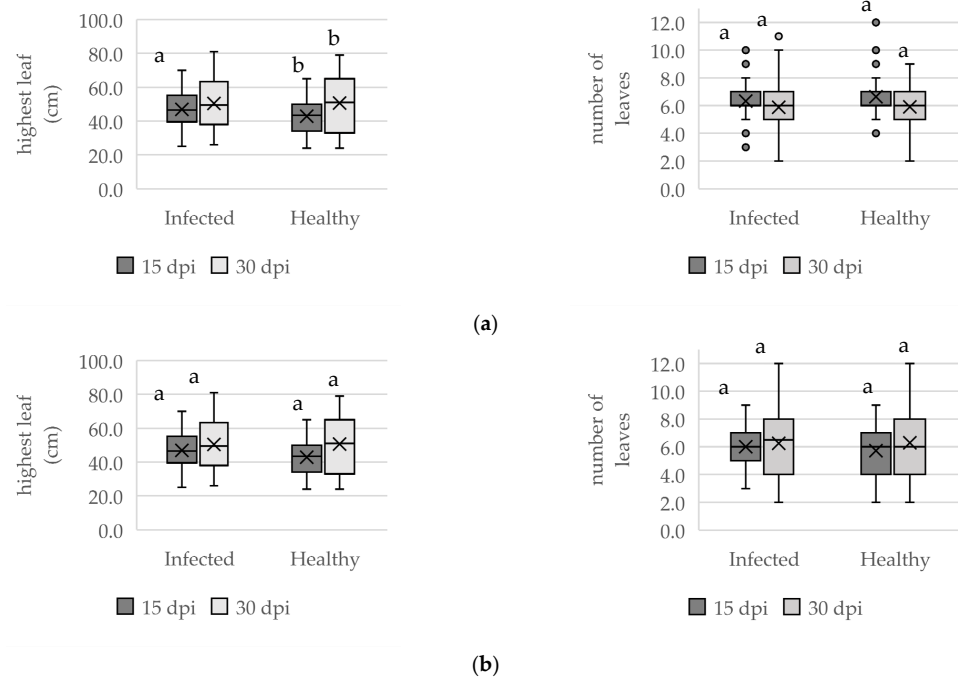 100.0
80.0
60.0
40.0
20.0
0.0
highest leaf
(cm)
a
b
b
Infected
Healthy
15 dpi
30 dpi
12.0
10.0
8.0
6.0
4.0
2.0
0.0
number of
leaves
a
a
a
a
Infected
Healthy
15 dpi
30 dpi
(a)
100.0
80.0
60.0
40.0
20.0
0.0
highest leaf
(cm)
a
a
a
a
Infected
Healthy
15 dpi
30 dpi
12.0
10.0
8.0
6.0
4.0
2.0
0.0
number of
leaves
a
a
a
a
Infected
Healthy
15 dpi
30 dpi
(b)